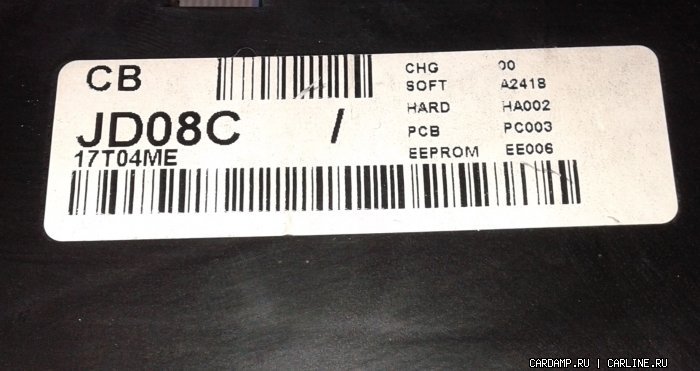 CB
JD08C /
17T04ME
CHG 00
SOFT A2418
HARD HA002
PCB PC003
EEPROM EE006
CARDAMP.RU | CARLINE.RU